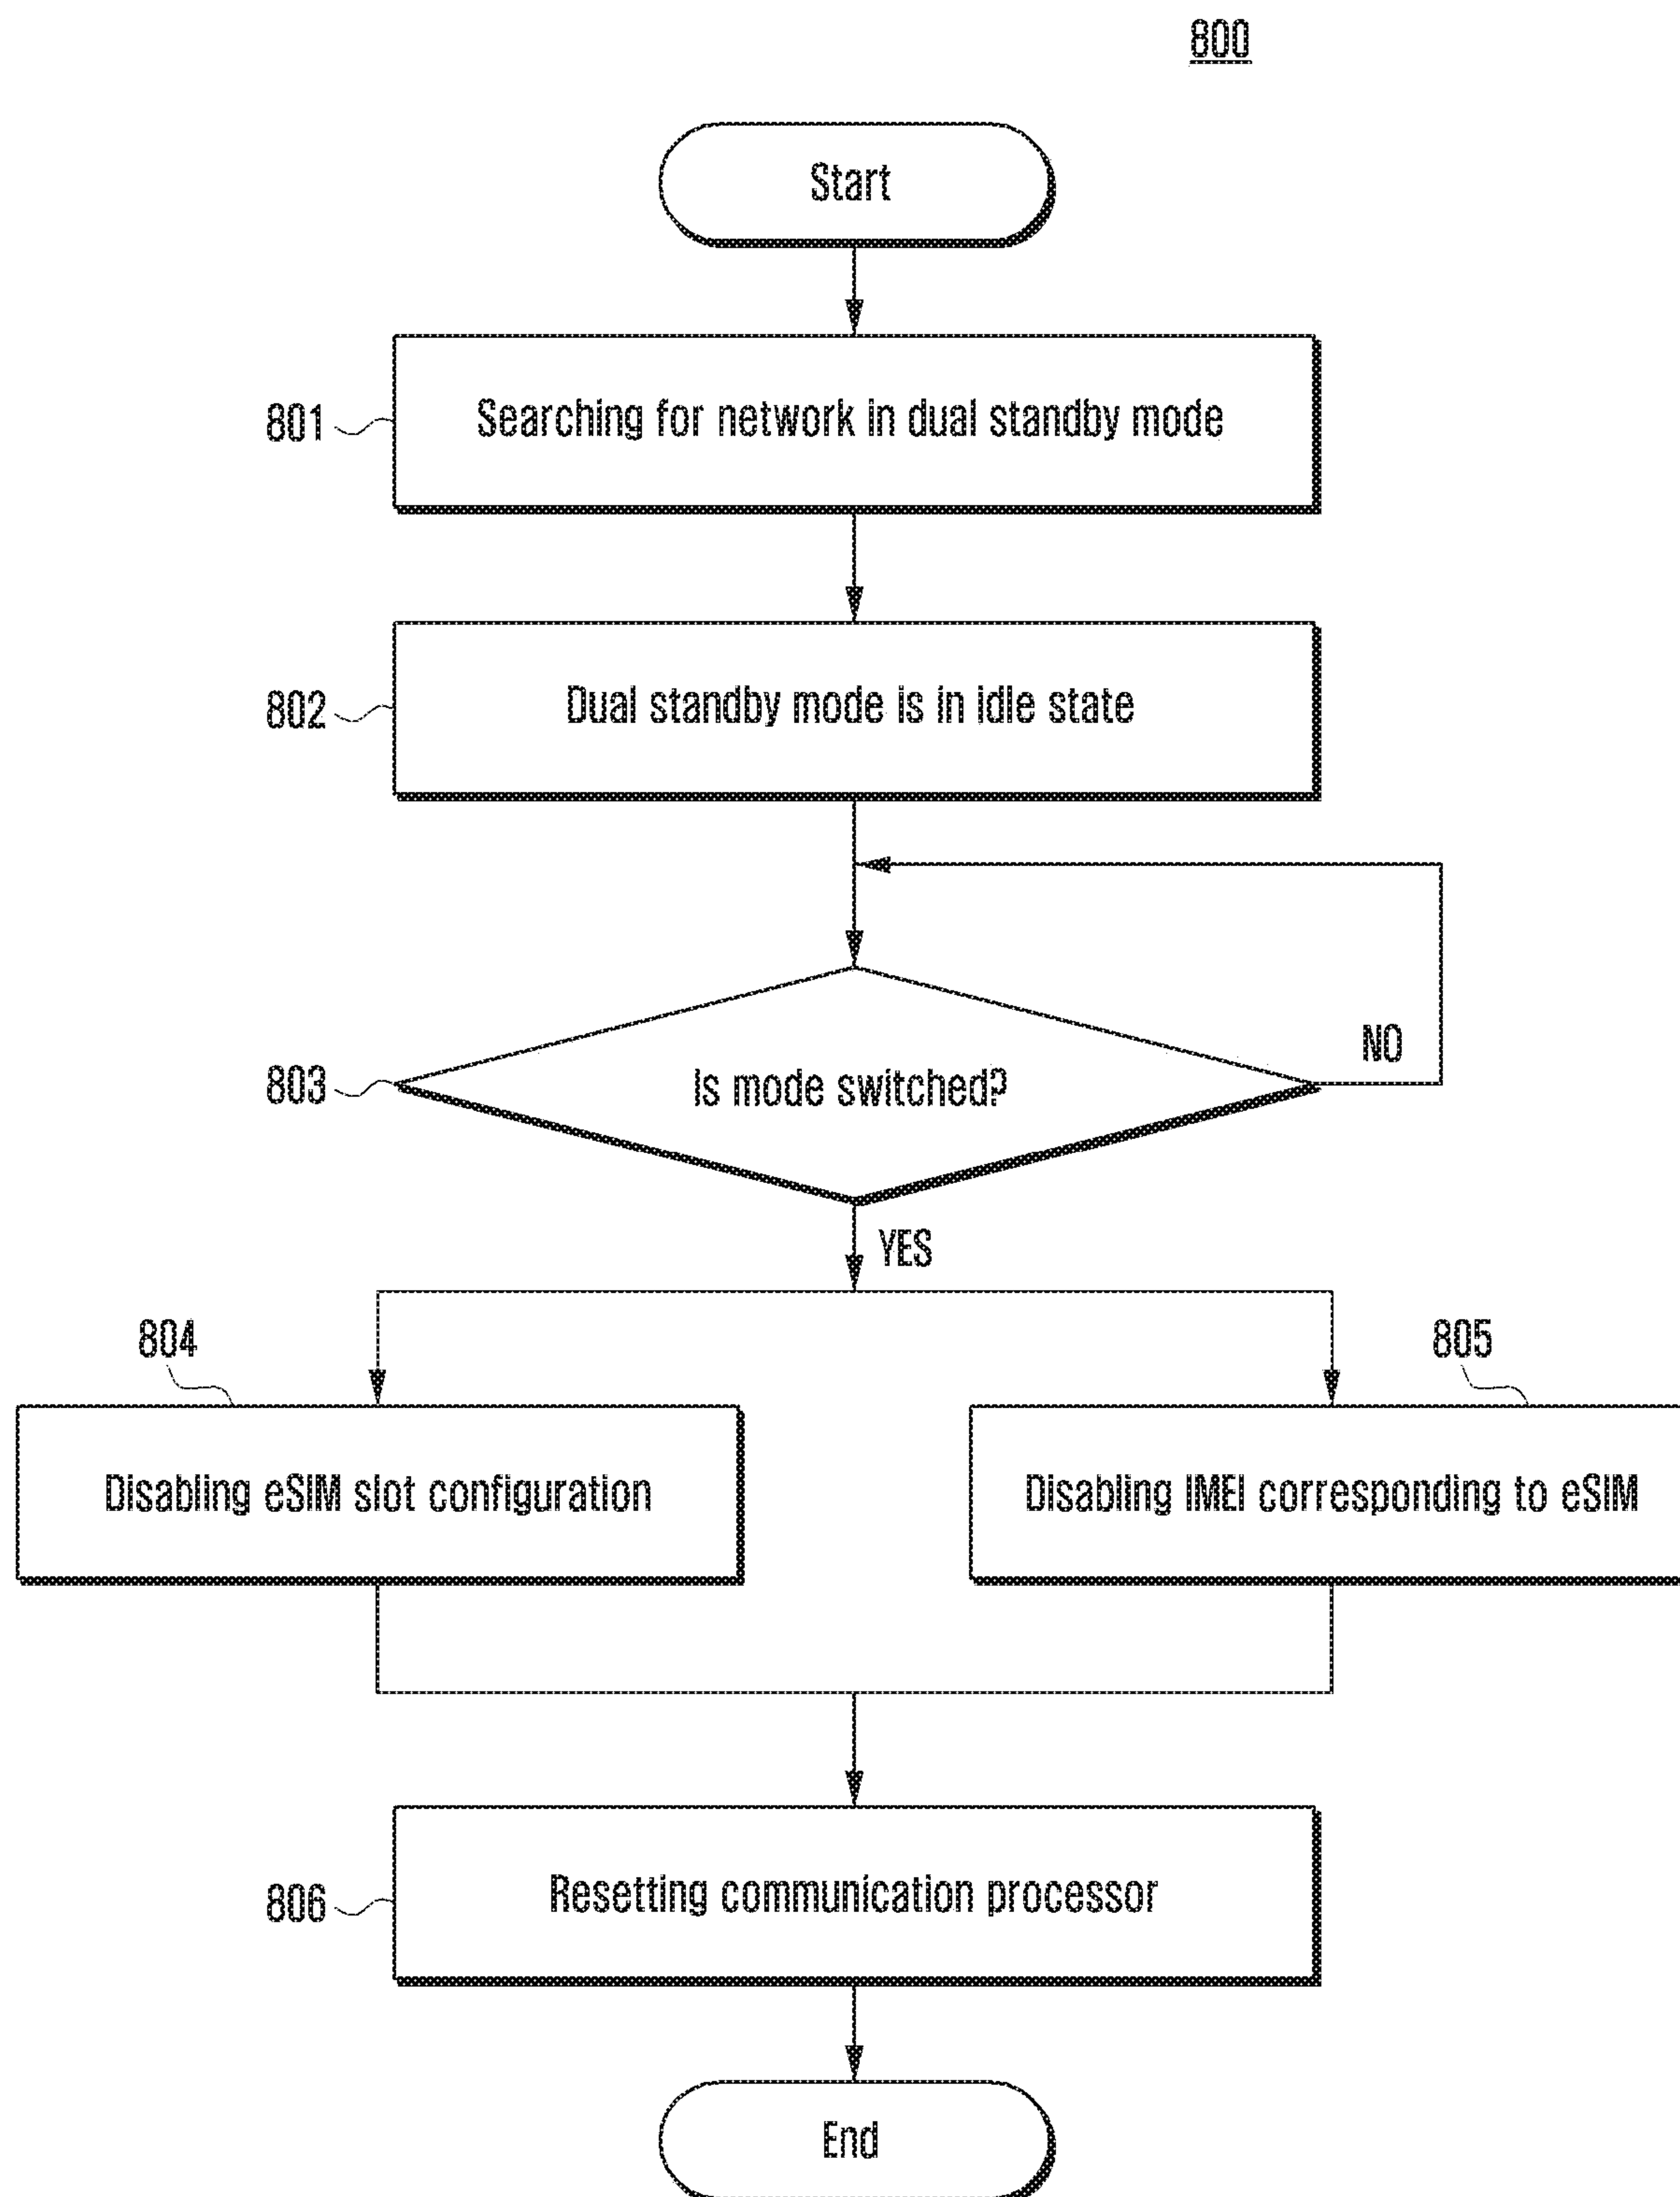 800
Start
801
Searching for network in dual standby mode
802
Dual standby mode is in idle state
803
Is mode switched?
NO
YES
804
805
Disabling eSIM slot configuration
Disabling IMEI corresponding to eSIM
806
Resetting communication processor
End